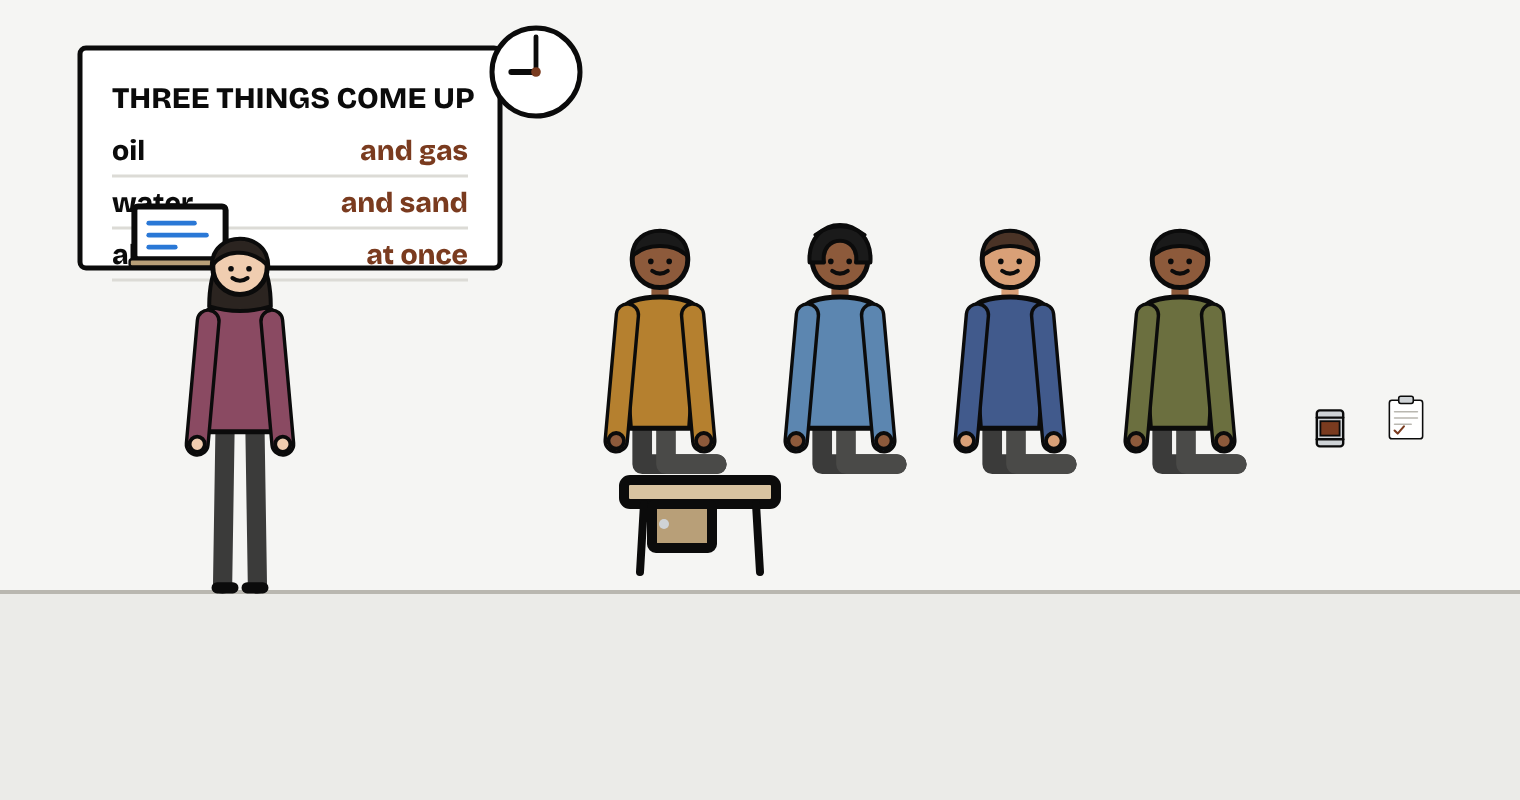 THREE THINGS COME UP
oil and gas
water and sand
at once